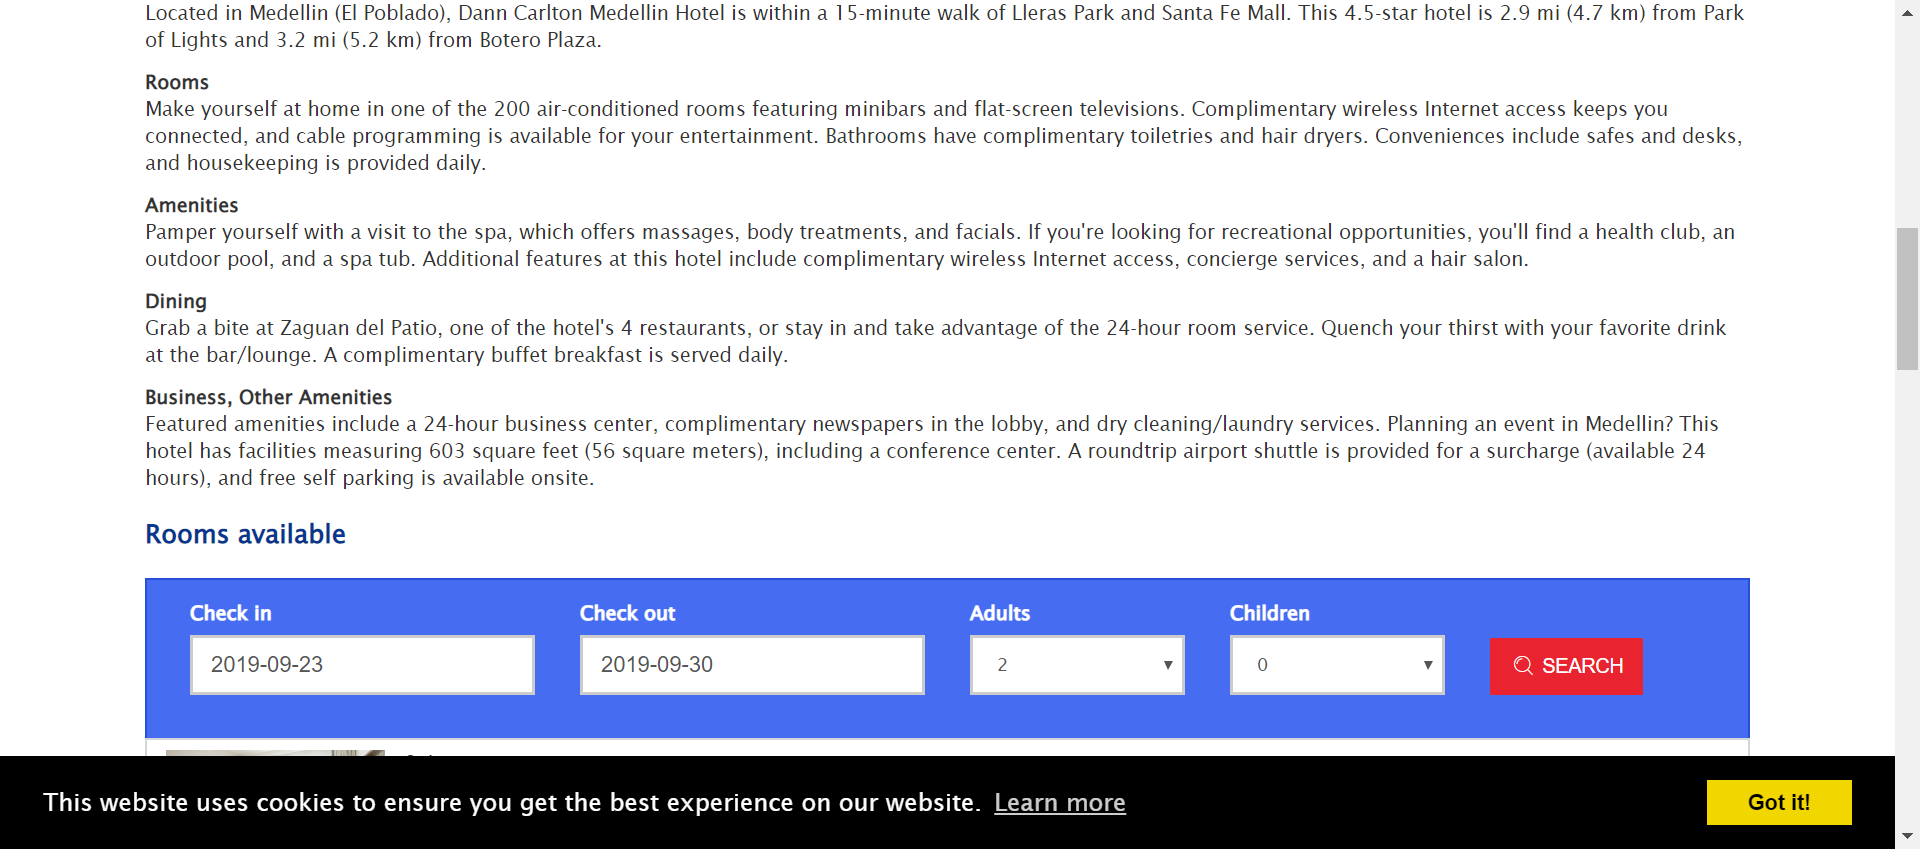 Located in Medellin (El Poblado), Dann Carlton Medellin Hotel is within a 15-minute walk of Lleras Park and Santa Fe Mall. This 4.5-star hotel is 2.9 mi (4.7 km) from Park
of Lights and 3.2 mi (5.2 km) from Botero Plaza.
Rooms
Make yourself at home in one of the 200 air-conditioned rooms featuring minibars and flat-screen televisions. Complimentary wireless Internet access keeps you
connected, and cable programming is available for your entertainment. Bathrooms have complimentary toiletries and hair dryers. Conveniences include safes and desks,
and housekeeping is provided daily.
Amenities
Pamper yourself with a visit to the spa, which offers massages, body treatments, and facials. If you're looking for recreational opportunities, you'll find a health club, an
outdoor pool, and a spa tub. Additional features at this hotel include complimentary wireless Internet access, concierge services, and a hair salon.
Dining
Grab a bite at Zaguan del Patio, one of the hotel's 4 restaurants, or stay in and take advantage of the 24-hour room service. Quench your thirst with your favorite drink
at the bar/lounge. A complimentary buffet breakfast is served daily.
Business, Other Amenities
Featured amenities include a 24-hour business center, complimentary newspapers in the lobby, and dry cleaning/laundry services. Planning an event in Medellin? This
hotel has facilities measuring 603 square feet (56 square meters), including a conference center. A roundtrip airport shuttle is provided for a surcharge (available 24
hours), and free self parking is available onsite.
Rooms available
Check in Check out Adults Children
2019-09-23 2019-09-30 2 0 SEARCH
This website uses cookies to ensure you get the best experience on our website. Learn more Got it!